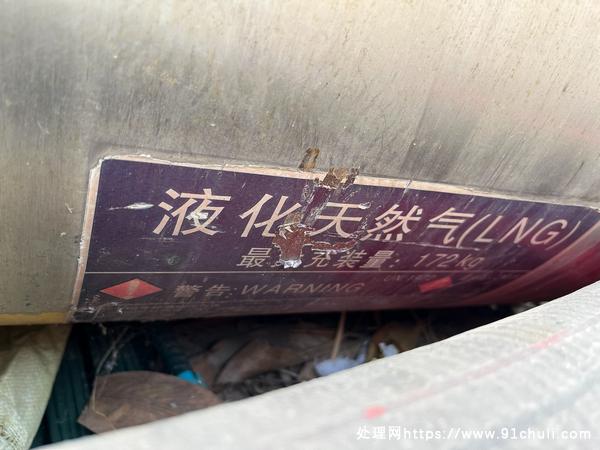 液化天然气(LNG)
最 充装量: 172kg
警告: WARNING
处理网https://www.91chuli.com